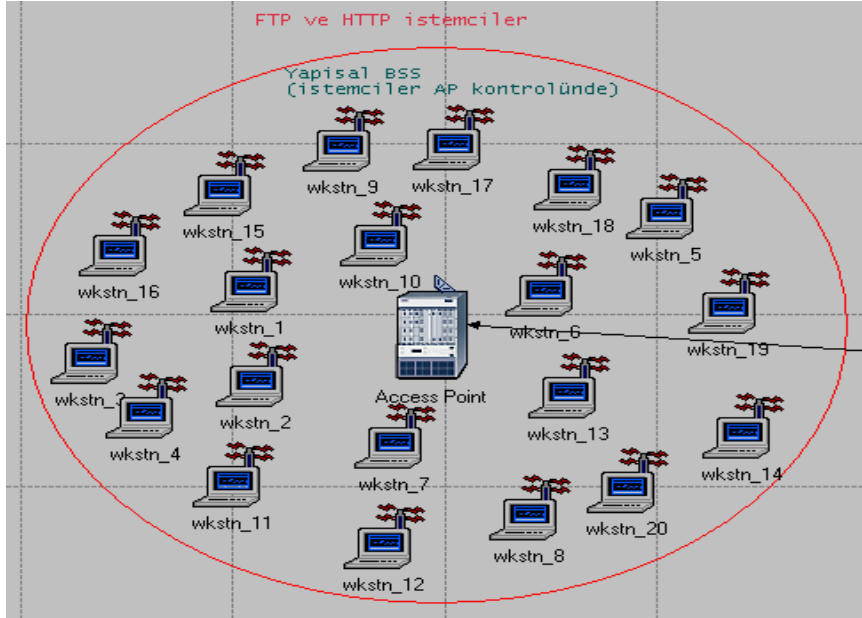 FTP ve HTTP istemciler
Yapisal BSS
(istemciler AP kontrolünde)
wkstn_9
wkstn_17
wkstn_15
wkstn_18
wkstn_5
wkstn_16
wkstn_10
wkstn_1
wkstn_6
wkstn_19
wkstn_3
wkstn_2
Access Point
wkstn_13
wkstn_4
wkstn_7
wkstn_14
wkstn_11
wkstn_20
wkstn_8
wkstn_12